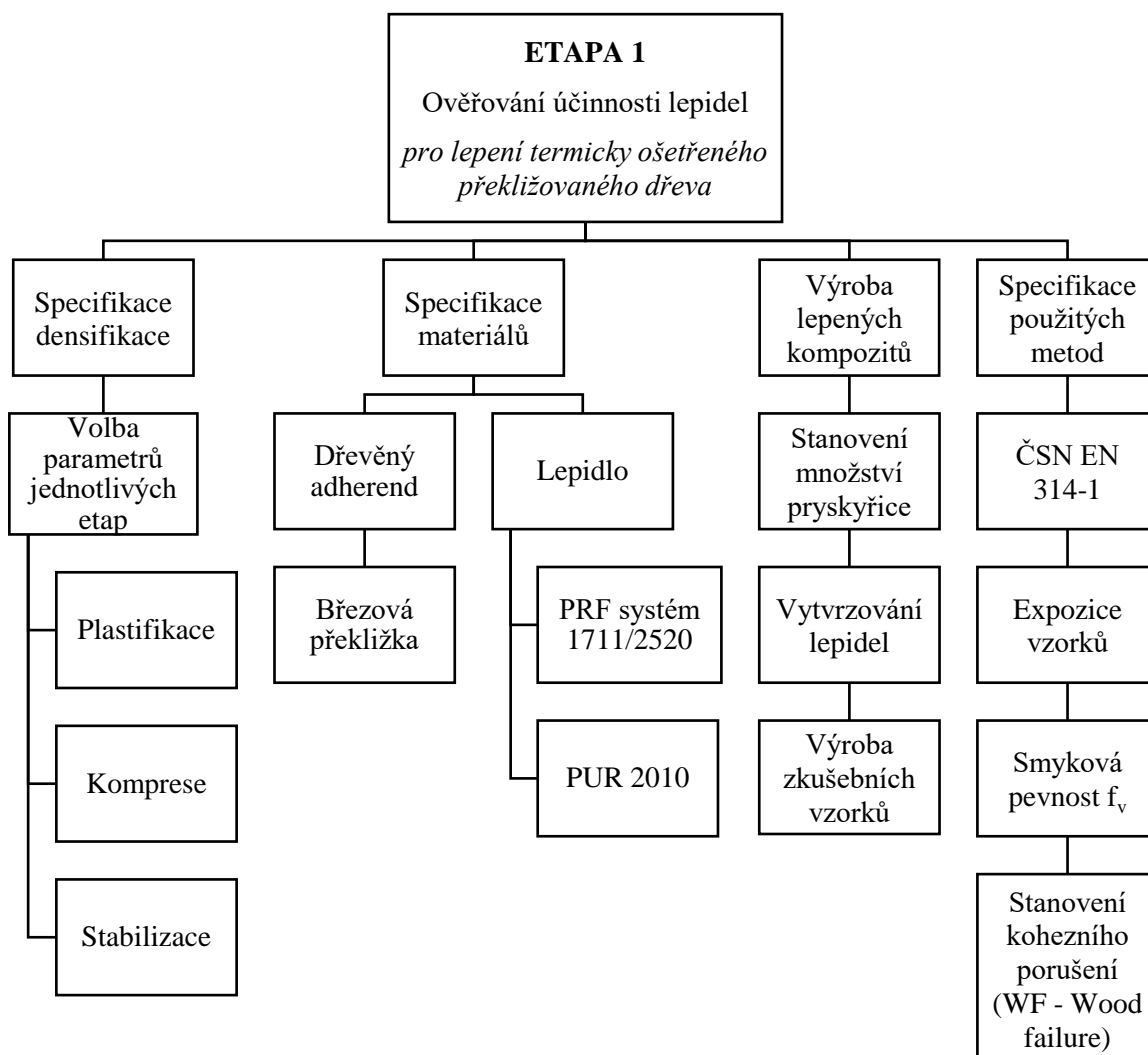 ETAPA 1
Ověřování účinnosti lepidel
pro lepení termicky ošetřeného
překližovaného dřeva
Specifikace
densifikace
Specifikace
materiálů
Výroba
lepených
kompozitů
Specifikace
použitých
metod
Volba
parametrů
jednotlivých
etap
Dřevěný
adherend
Lepidlo
Stanovení
množství
pryskyřice
ČSN EN
314-1
Plastifikace
Březová
překližka
PRF systém
1711/2520
Vytvrzování
lepidel
Expozice
vzorků
Komprese
PUR 2010
Výroba
zkušebních
vzorků
Smyková
pevnost fv
Stabilizace
Stanovení
kohezního
porušení
(WF - Wood
failure)